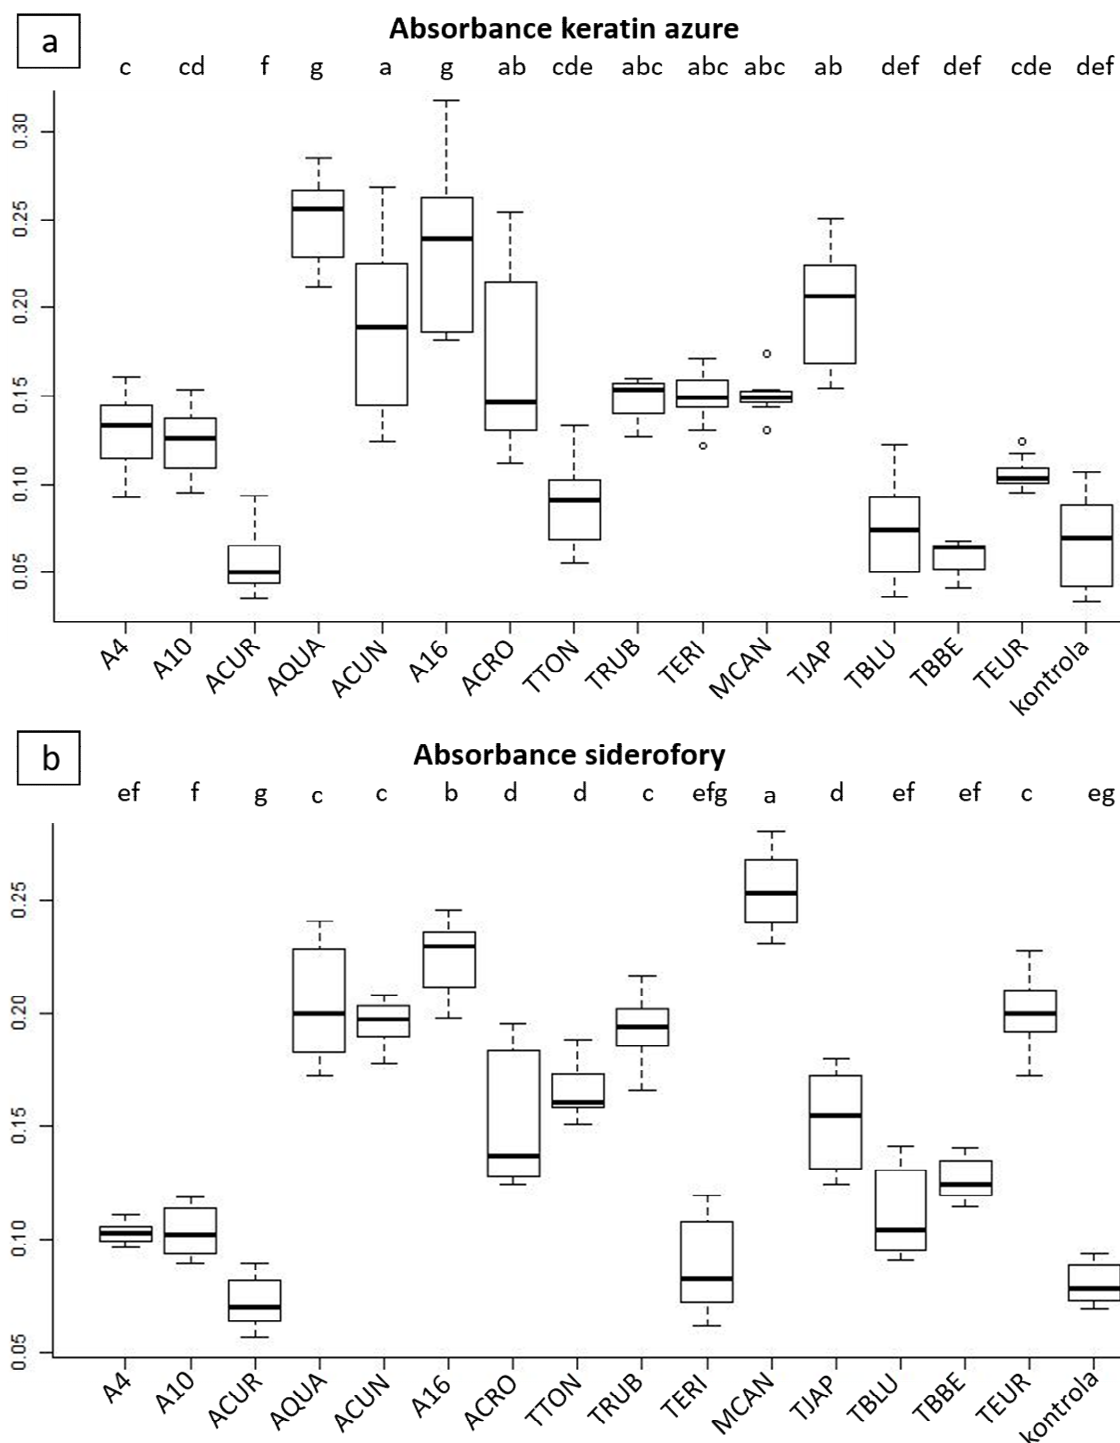 a
Absorbance keratin azure
c cd f g a g ab cde abc abc abc ab def def cde def
0.30
0.25
0.20
0.15
0.10
0.05
A4 A10 ACUR AQUA ACUN A16 ACRO TTON TRUB TERI MCAN TJAP TBLU TBBE TEUR kontrola
b
Absorbance siderofory
ef f g c c b d d c efg a d ef ef c eg
0.25
0.20
0.15
0.10
0.05
A4 A10 ACUR AQUA ACUN A16 ACRO TTON TRUB TERI MCAN TJAP TBLU TBBE TEUR kontrola